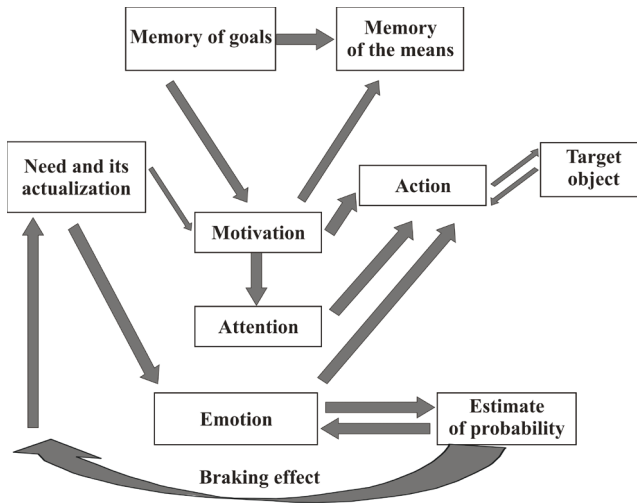 Memory of goals
Memory
of the means
Need and its
actualization
Action
Target
object
Motivation
Attention
Emotion
Estimate
of probability
Braking effect